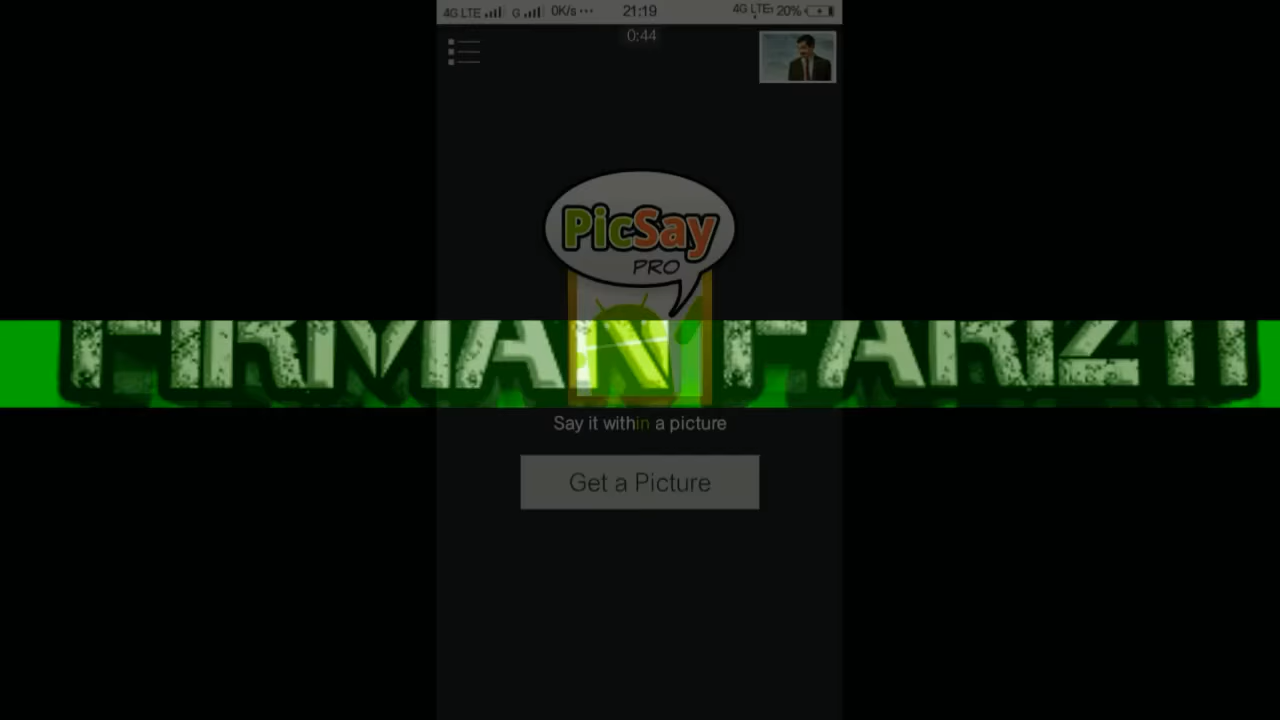 4G LTE G 0K/s ... 21:19 4G LTE 20%
0:44
PicSay
PRO
FIRMAN FARIZ
Say it within a picture
Get a Picture